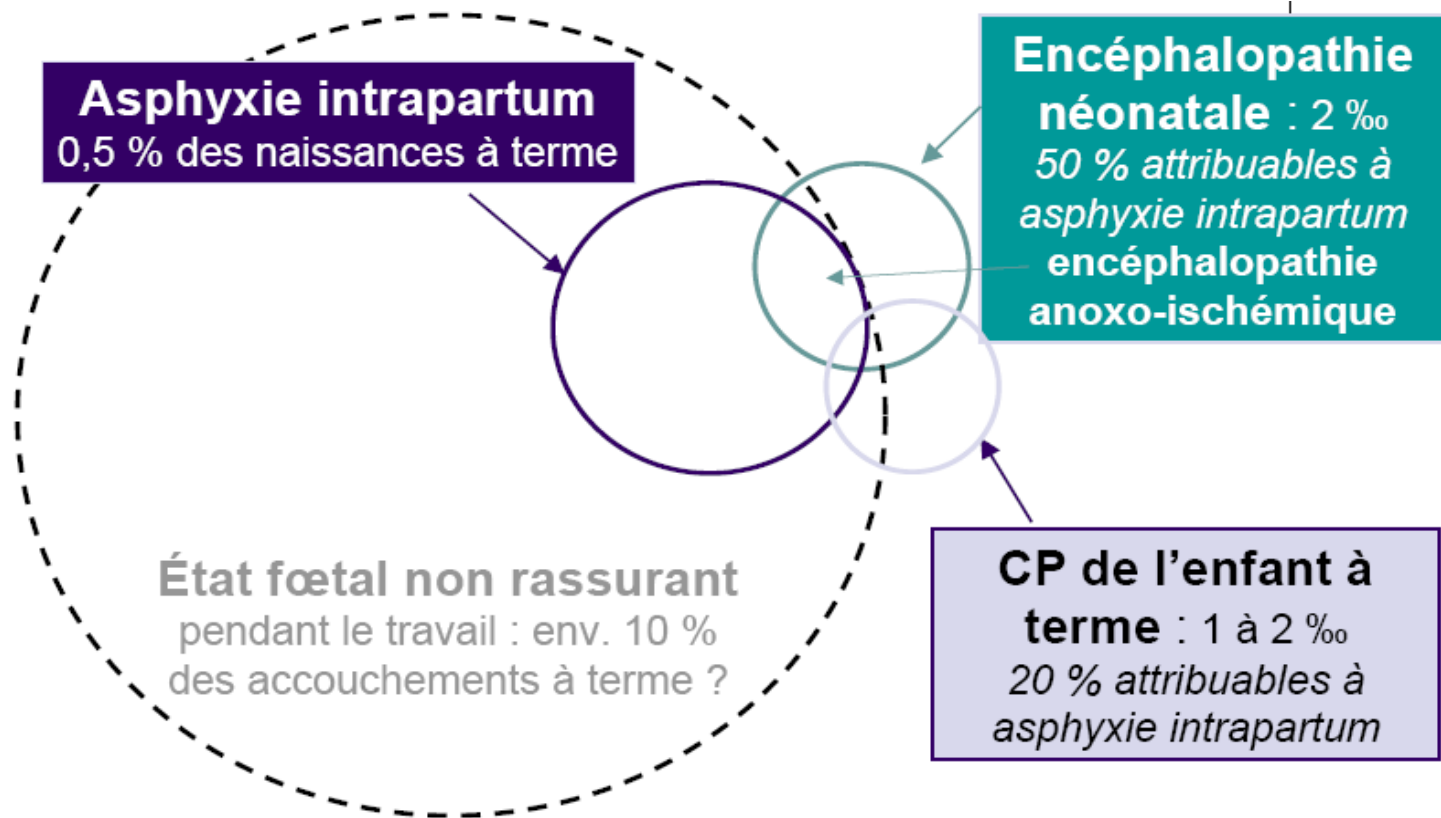 Asphyxie intrapartum
0,5 % des naissances à terme
Encéphalopathie
néonatale : 2 ‰
50 % attribuables à
asphyxie intrapartum
encéphalopathie
anoxo-ischémique
État fœtal non rassurant
pendant le travail : env. 10 %
des accouchements à terme ?
CP de l’enfant à
terme : 1 à 2 ‰
20 % attribuables à
asphyxie intrapartum